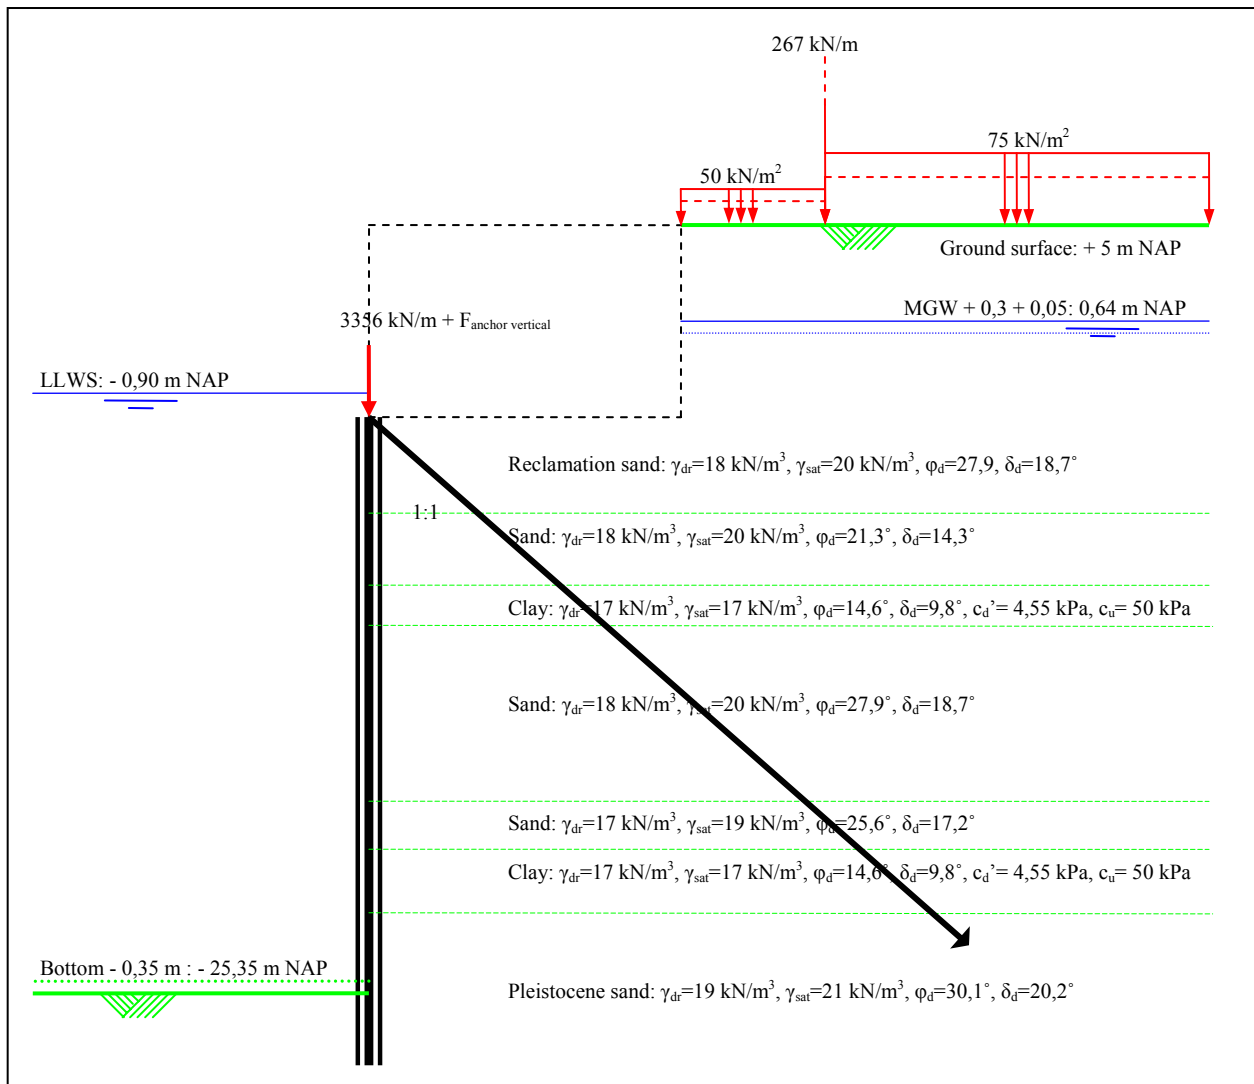 267 kN/m
75 kN/m²
50 kN/m²
Ground surface: + 5 m NAP
MGW + 0,3 + 0,05: 0,64 m NAP
3356 kN/m + Fanchor vertical
LLWS: - 0,90 m NAP
Reclamation sand: γdr=18 kN/m³, γsat=20 kN/m³, φd=27,9, δd=18,7˚
1:1
Sand: γdr=18 kN/m³, γsat=20 kN/m³, φd=21,3˚, δd=14,3˚
Clay: γdr=17 kN/m³, γsat=17 kN/m³, φd=14,6˚, δd=9,8˚, cd’= 4,55 kPa, cu= 50 kPa
Sand: γdr=18 kN/m³, γsat=20 kN/m³, φd=27,9˚, δd=18,7˚
Sand: γdr=17 kN/m³, γsat=19 kN/m³, φd=25,6˚, δd=17,2˚
Clay: γdr=17 kN/m³, γsat=17 kN/m³, φd=14,6˚, δd=9,8˚, cd’= 4,55 kPa, cu= 50 kPa
Bottom - 0,35 m : - 25,35 m NAP
Pleistocene sand: γdr=19 kN/m³, γsat=21 kN/m³, φd=30,1˚, δd=20,2˚